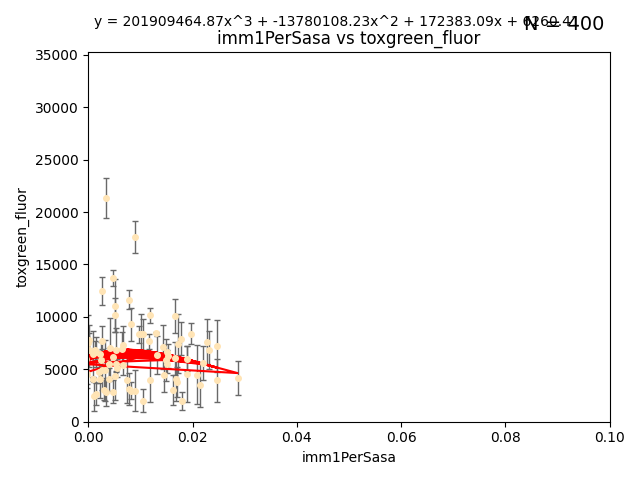 y = 201909464.87x^3 + -13780108.23x^2 + 172383.09x + 6260.4
N = 400
imm1PerSasa vs toxgreen_fluor
35000
30000
25000
20000
15000
10000
5000
0
toxgreen_fluor
0.00
0.02
0.04
0.06
0.08
0.10
imm1PerSasa